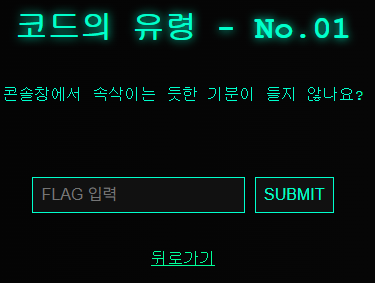 코드의 유령 - No.01
콘솔창에서 속삭이는 듯한 기분이 들지 않나요?
FLAG 입력
SUBMIT
뒤로가기